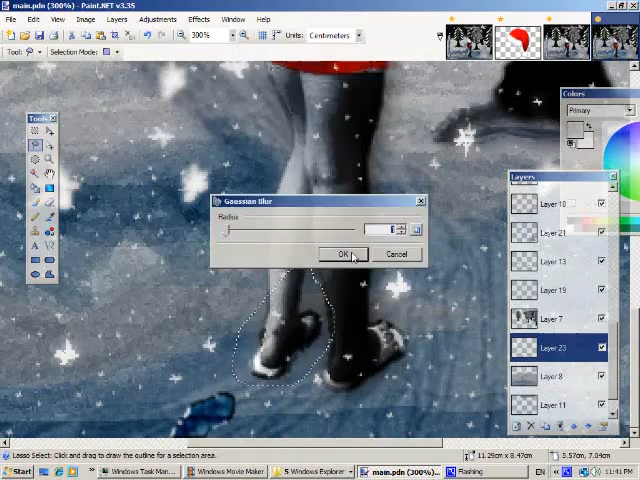 main.pdn (300%) - Paint.NET v3.35
File Edit View Image Layers Adjustments Effects Window Help
300% Units: Centimeters
Tool: Selection Mode:
Tools
Colors
Primary
Gaussian Blur
Radius
1
OK Cancel
Layers
Layer 18
Layer 21
Layer 13
Layer 19
Layer 7
Layer 23
Layer 8
Layer 11
Lasso Select: Click and drag to draw the outline for a selection area.
11.29cm x 8.47cm
5.57cm, 7.04cm
Start Windows Task Man... Windows Movie Maker 5 Windows Explorer main.pdn (300%) -... Flashing EN 11:41 PM